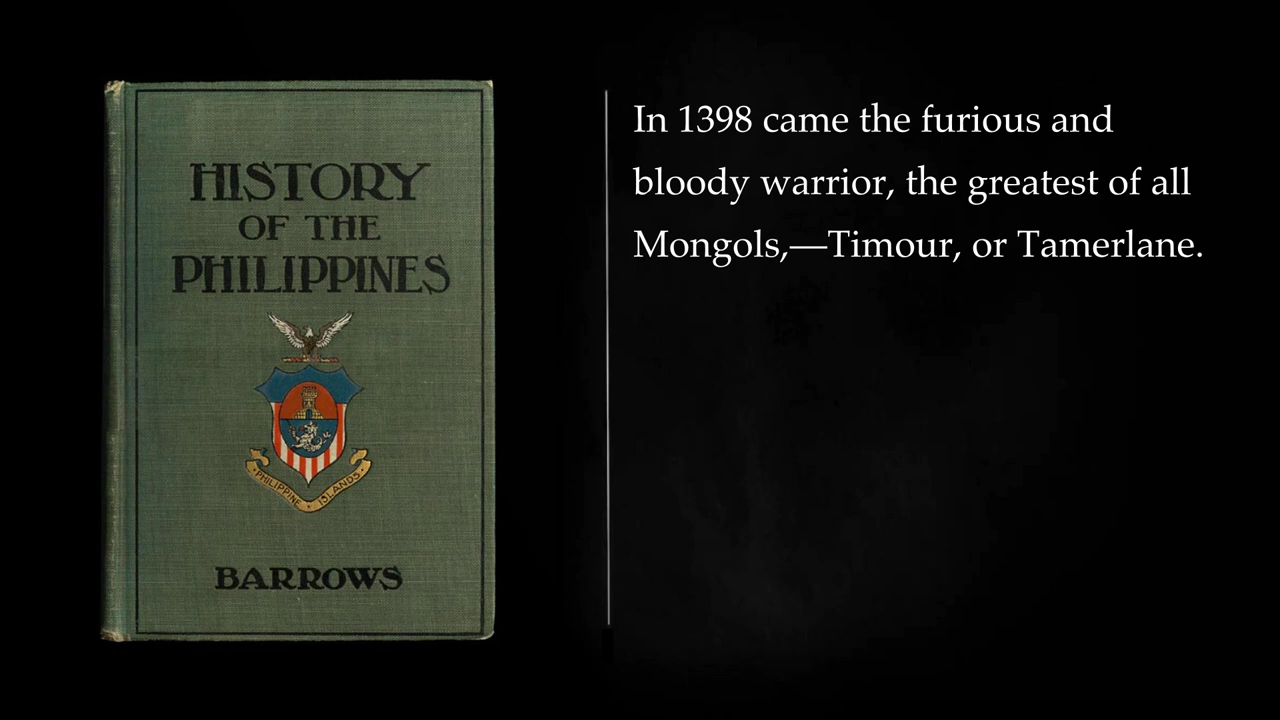 HISTORY
OF THE
PHILIPPINES
PHILIPPINE ISLANDS
BARROWS
In 1398 came the furious and
bloody warrior, the greatest of all
Mongols,—Timour, or Tamerlane.